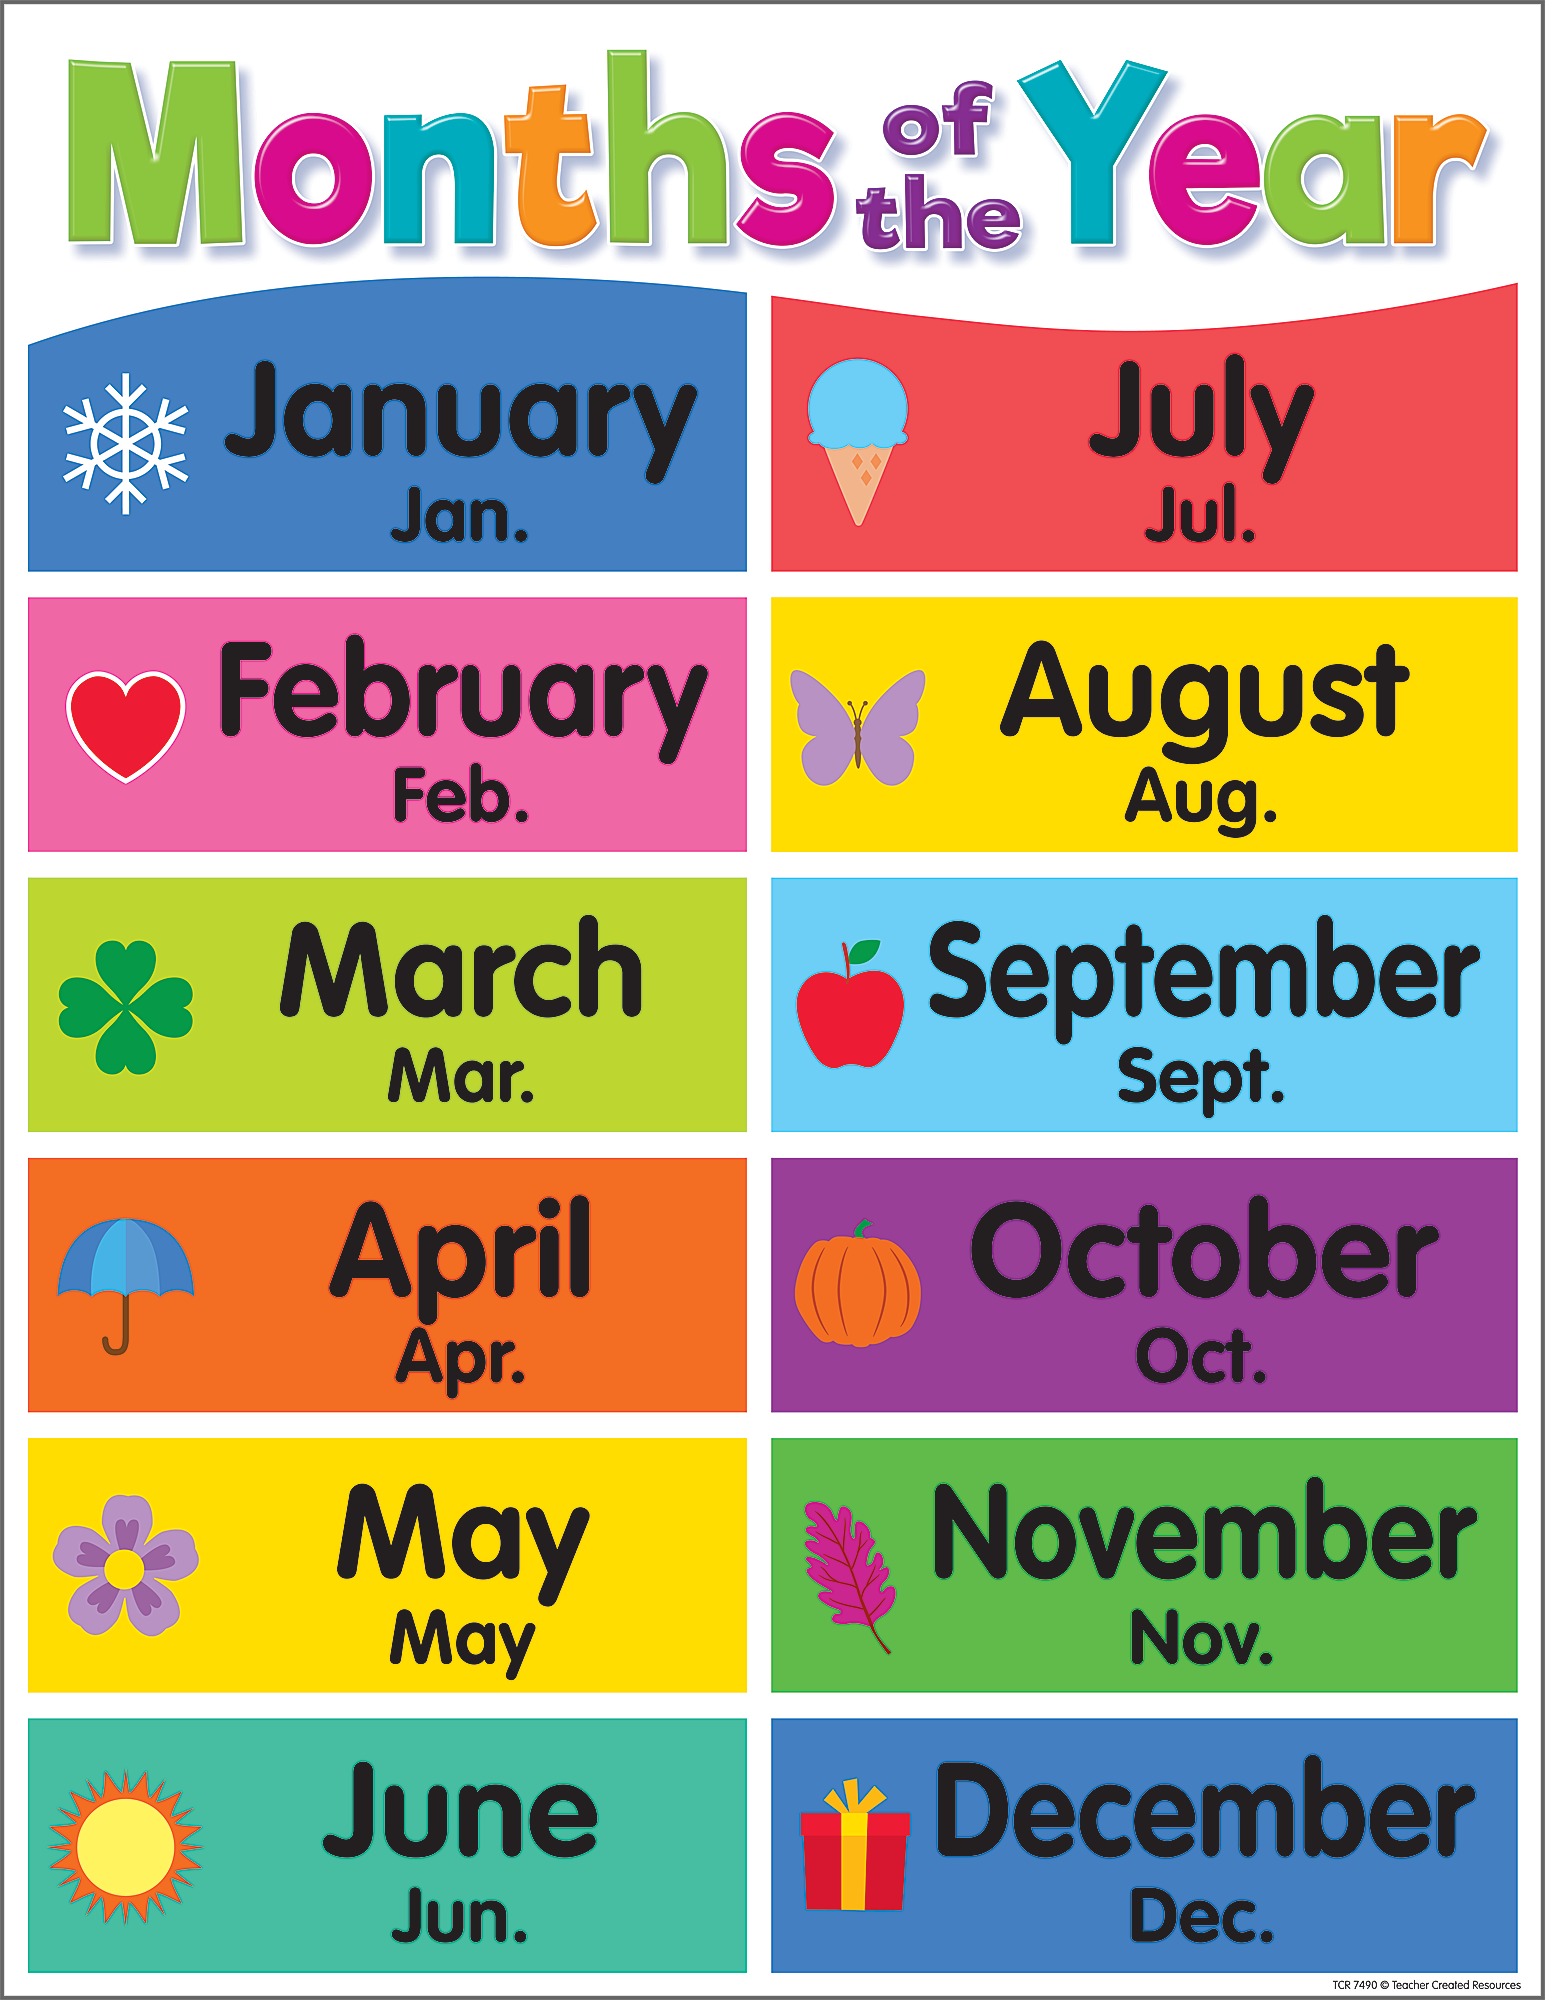 Months of the Year
January
Jan.
February
Feb.
March
Mar.
April
Apr.
May
May
June
Jun.
July
Jul.
August
Aug.
September
Sept.
October
Oct.
November
Nov.
December
Dec.
TCR 7490 © Teacher Created Resources